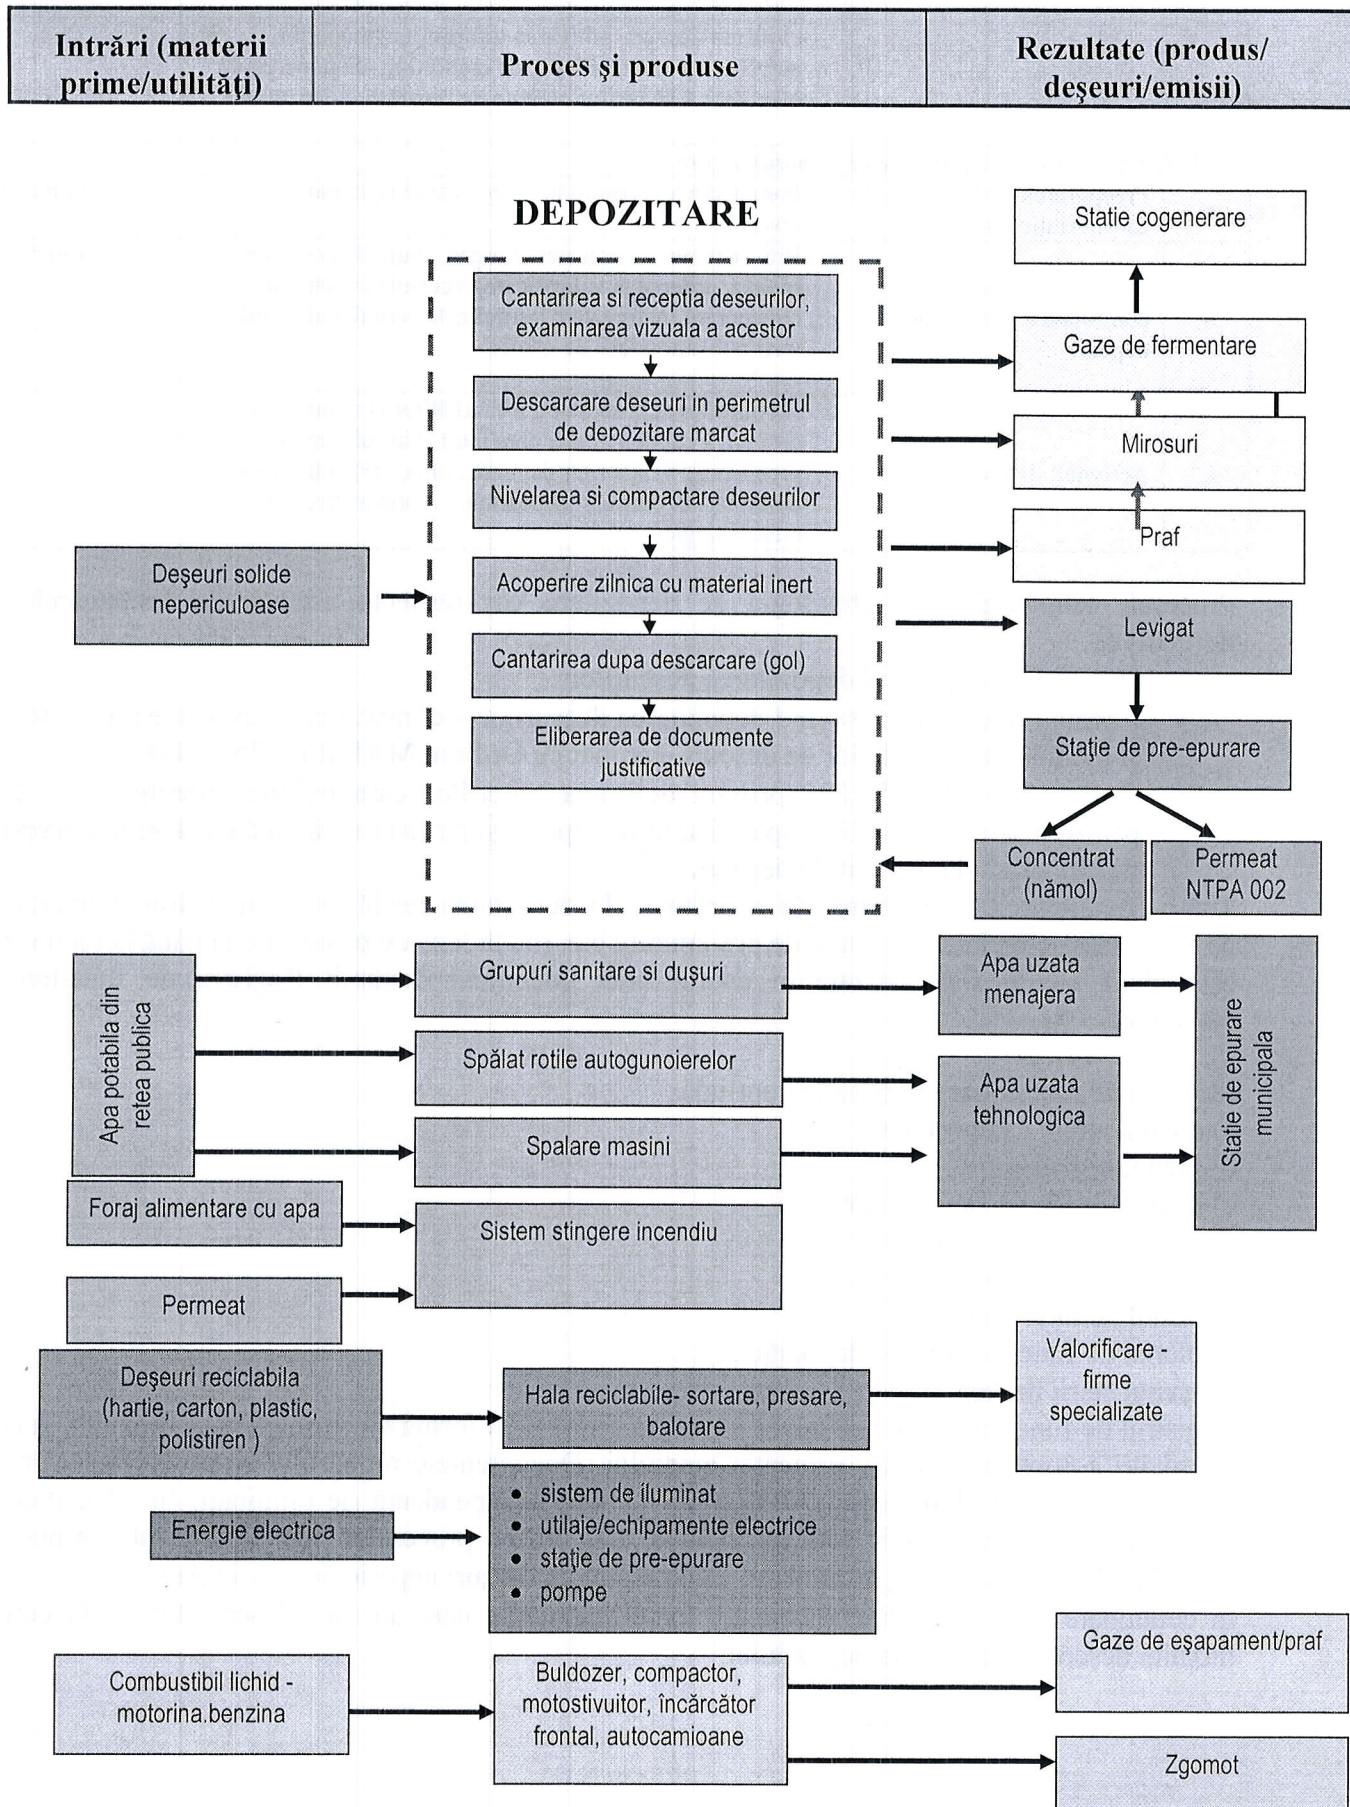 Intrări (materii
prime/utilităţi)
Proces şi produse
Rezultate (produs/
deşeuri/emisii)
DEPOZITARE
Cantarirea si receptia deseurilor,
examinarea vizuala a acestor
Descarcare deseuri in perimetrul
de depozitare marcat
Nivelarea si compactare deseurilor
Acoperire zilnica cu material inert
Cantarirea dupa descarcare (gol)
Eliberarea de documente
justificative
Deşeuri solide
nepericuloase
Statie cogenerare
Gaze de fermentare
Mirosuri
Praf
Levigat
Staţie de pre-epurare
Concentrat
(nămol)
Permeat
NTPA 002
Apa potabila din
retea publica
Grupuri sanitare si duşuri
Apa uzata
menajera
Spălat rotile autogunoierelor
Apa uzata
tehnologica
Spalare masini
Statie de epurare
municipala
Foraj alimentare cu apa
Sistem stingere incendiu
Permeat
Deşeuri reciclabila
(hartie, carton, plastic,
polistiren )
Hala reciclabile- sortare, presare,
balotare
Valorificare -
firme
specializate
Energie electrica
• sistem de iluminat
• utilaje/echipamente electrice
• staţie de pre-epurare
• pompe
Combustibil lichid -
motorina.benzina
Buldozer, compactor,
motostivuitor, încărcător
frontal, autocamioane
Gaze de eşapament/praf
Zgomot